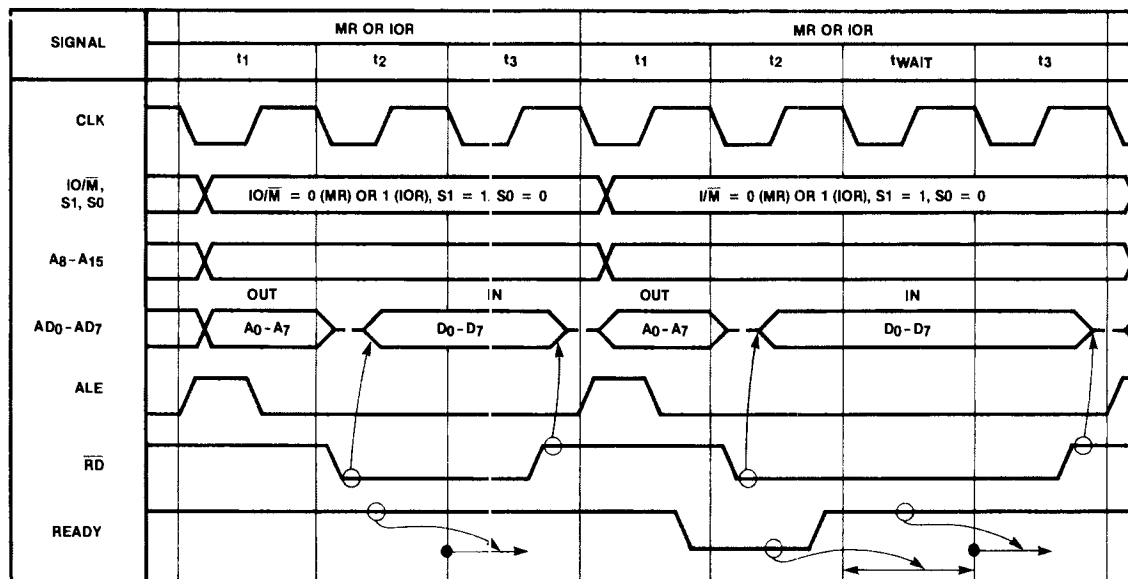 SIGNAL
MR OR IOR
MR OR IOR
t1 t2 t3 t1 t2 tWAIT t3
CLK
IO/M̅,
S1, S0
IO/M̅ = 0 (MR) OR 1 (IOR), S1 = 1. S0 = 0
I/M̅ = 0 (MR) OR 1 (IOR), S1 = 1, S0 = 0
A8-A15
OUT IN OUT IN
AD0-AD7
A0-A7 D0-D7 A0-A7 D0-D7
ALE
R̅D̅
READY